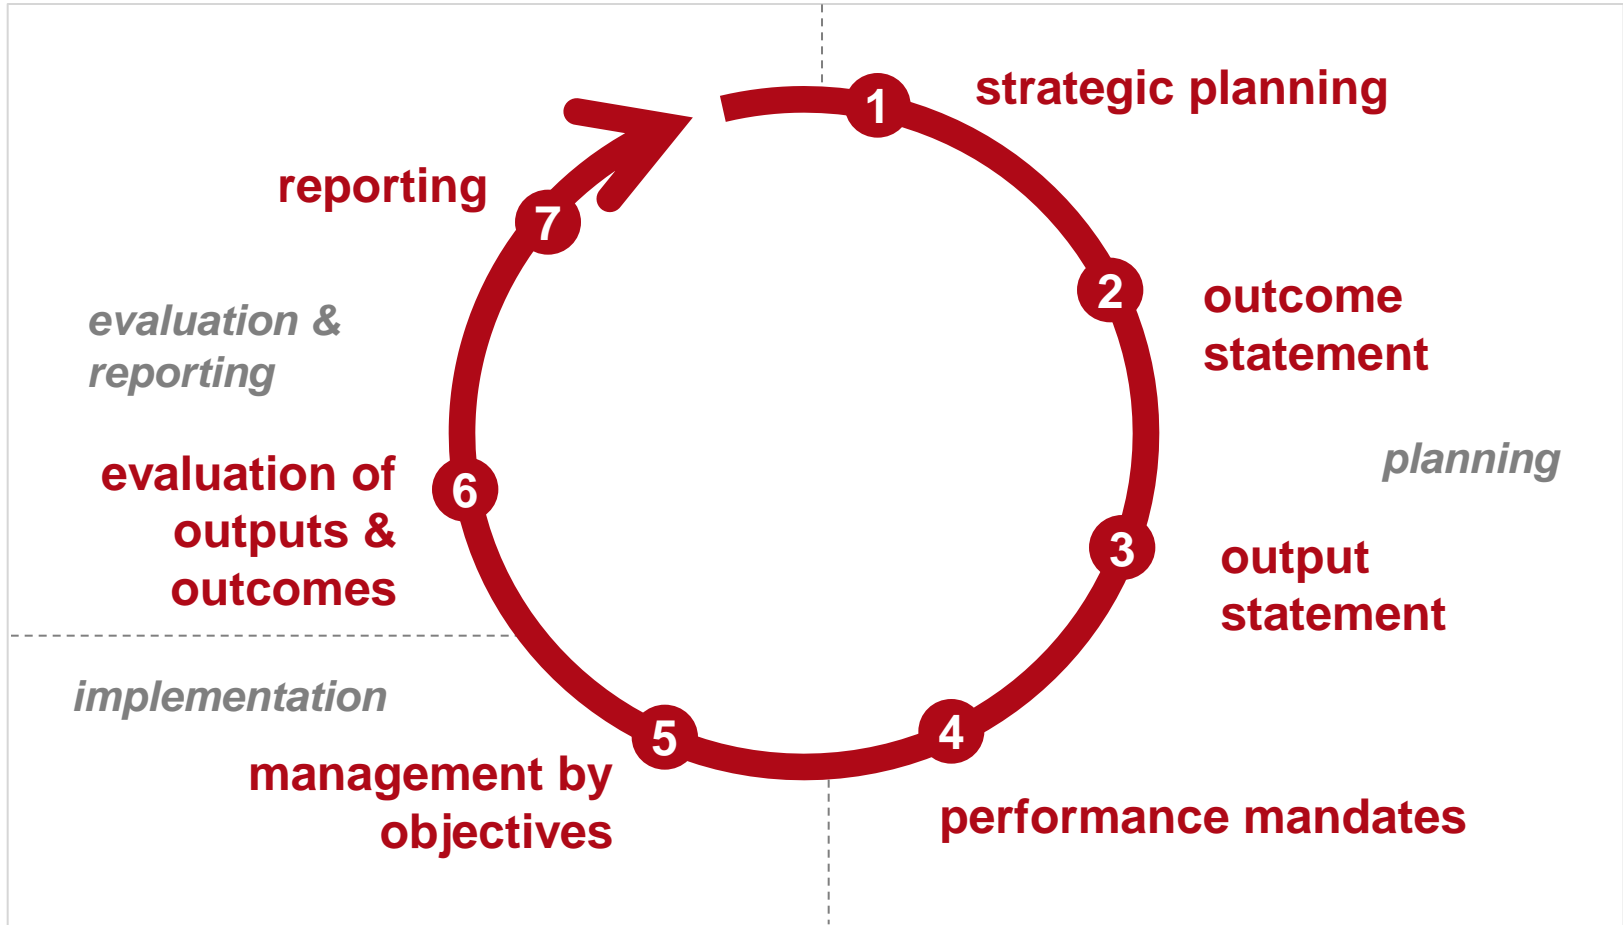 1
strategic planning
2
outcome
statement
planning
3
output
statement
4
performance mandates
5
management by
objectives
implementation
6
evaluation of
outputs &
outcomes
evaluation &
reporting
7
reporting